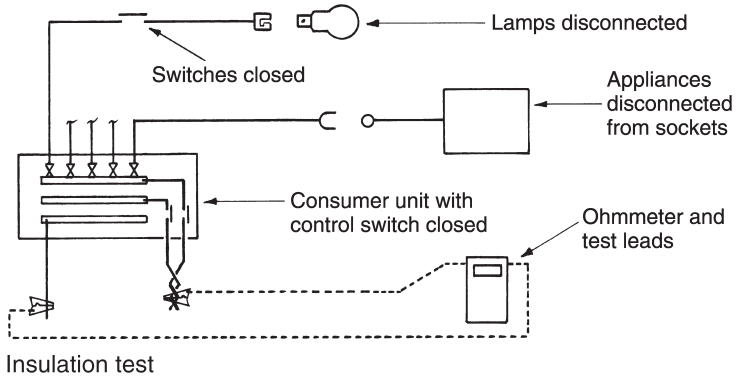 Lamps disconnected
Switches closed
Appliances
disconnected
from sockets
Consumer unit with
control switch closed
Ohmmeter and
test leads
Insulation test